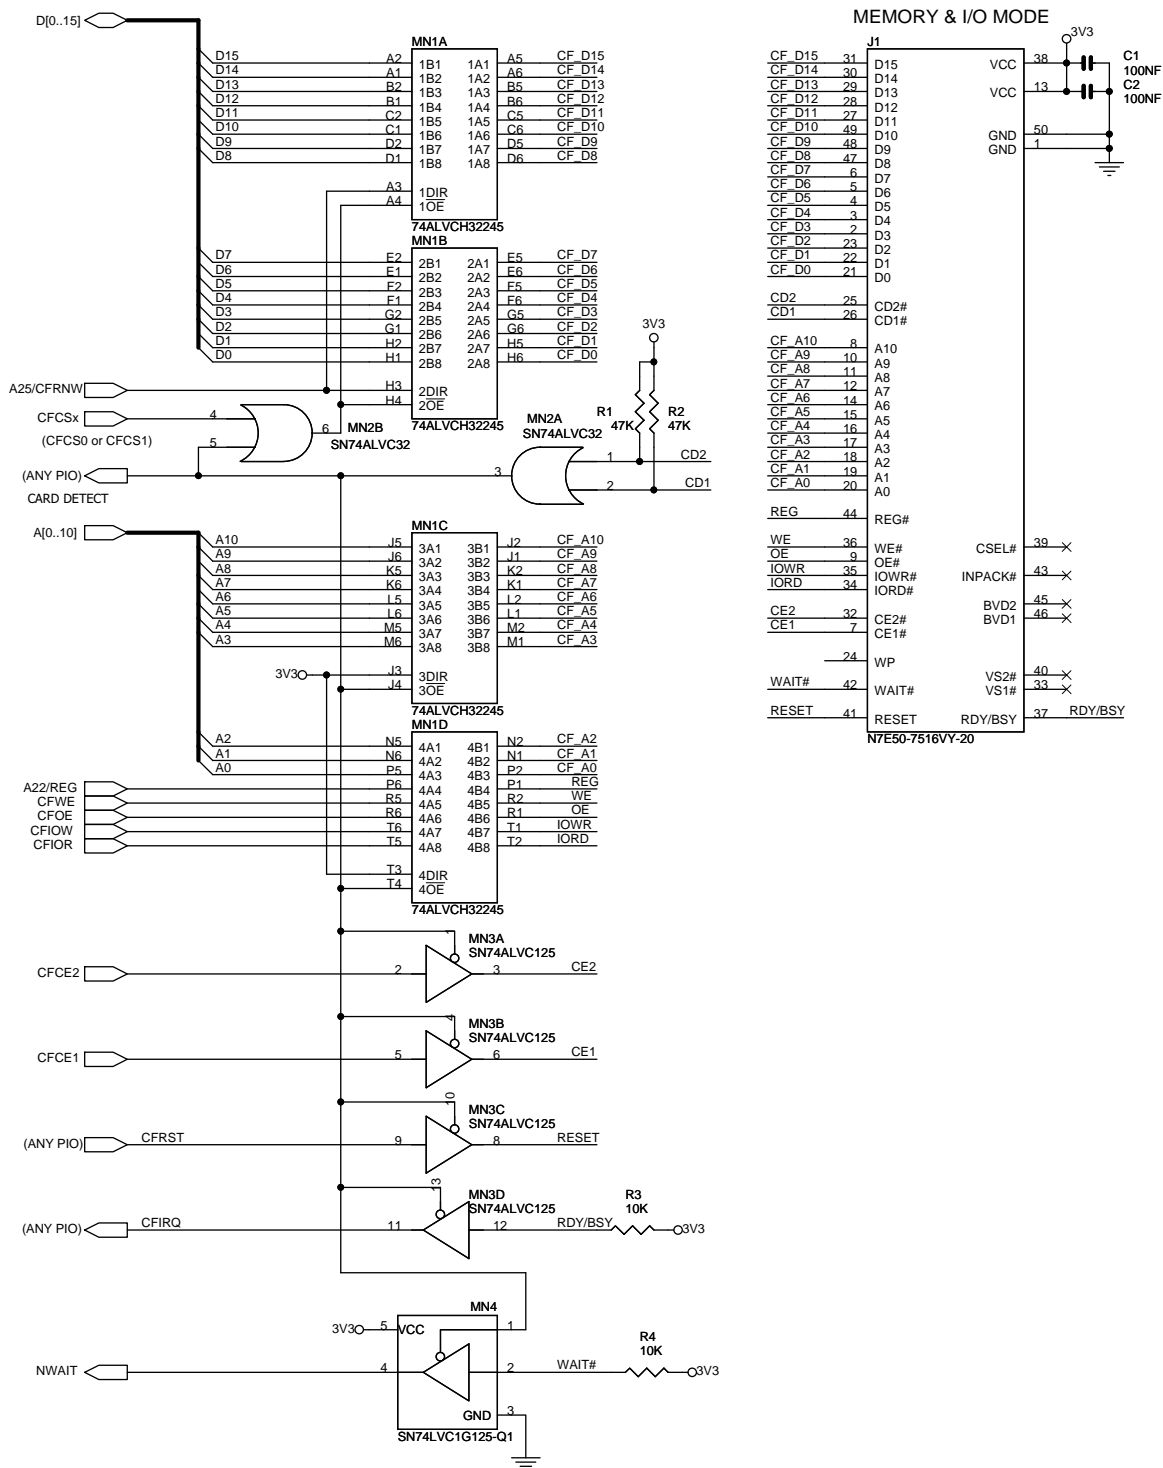 MEMORY & I/O MODE
D[0..15]
MN1A
D15 A2 1B1 1A1 A5 CF_D15
D14 A1 1B2 1A2 A6 CF_D14
D13 B2 1B3 1A3 B5 CF_D13
D12 B1 1B4 1A4 B6 CF_D12
D11 C2 1B5 1A5 C5 CF_D11
D10 C1 1B6 1A6 C6 CF_D10
D9 D2 1B7 1A7 D5 CF_D9
D8 D1 1B8 1A8 D6 CF_D8
A3 1DIR
A4 1OE
74ALVCH32245
MN1B
D7 E2 2B1 2A1 E5 CF_D7
D6 E1 2B2 2A2 E6 CF_D6
D5 F2 2B3 2A3 F5 CF_D5
D4 F1 2B4 2A4 F6 CF_D4
D3 G2 2B5 2A5 G5 CF_D3
D2 G1 2B6 2A6 G6 CF_D2
D1 H2 2B7 2A7 H5 CF_D1
D0 H1 2B8 2A8 H6 CF_D0
A25/CFRNW H3 2DIR
H4 2OE
74ALVCH32245
CFCSx 4
(CFCS0 or CFCS1) 5 6
MN2B
SN74ALVC32
MN2A
SN74ALVC32
3V3
R1
47K
R2
47K
(ANY PIO) 3
1 CD2
2 CD1
CARD DETECT
A[0..10]
MN1C
A10 J5 3A1 3B1 J2 CF_A10
A9 J6 3A2 3B2 J1 CF_A9
A8 K5 3A3 3B3 K2 CF_A8
A7 K6 3A4 3B4 K1 CF_A7
A6 L5 3A5 3B5 L2 CF_A6
A5 L6 3A6 3B6 L1 CF_A5
A4 M5 3A7 3B7 M2 CF_A4
A3 M6 3A8 3B8 M1 CF_A3
3V3 J3 3DIR
J4 3OE
74ALVCH32245
MN1D
A2 N5 4A1 4B1 N2 CF_A2
A1 N6 4A2 4B2 N1 CF_A1
A0 P5 4A3 4B3 P2 CF_A0
A22/REG P6 4A4 4B4 P1 REG
CFWE R5 4A5 4B5 R2 WE
CFOE R6 4A6 4B6 R1 OE
CFIOW T6 4A7 4B7 T1 IOWR
CFIOR T5 4A8 4B8 T2 IORD
T3 4DIR
T4 4OE
74ALVCH32245
MN3A
SN74ALVC125
1
CFCE2 2 3 CE2
MN3B
SN74ALVC125
4
CFCE1 5 6 CE1
MN3C
SN74ALVC125
10
(ANY PIO) CFRST 9 8 RESET
MN3D
SN74ALVC125
13
(ANY PIO) CFIRQ 11 12 RDY/BSY
R3
10K
3V3
MN4
3V3 5 VCC 1
NWAIT 4 2 WAIT#
R4
10K
3V3
GND 3
SN74LVC1G125-Q1
J1
3V3
CF_D15 31 D15
CF_D14 30 D14
CF_D13 29 D13
CF_D12 28 D12
CF_D11 27 D11
CF_D10 49 D10
CF_D9 48 D9
CF_D8 47 D8
CF_D7 6 D7
CF_D6 5 D6
CF_D5 4 D5
CF_D4 3 D4
CF_D3 2 D3
CF_D2 23 D2
CF_D1 22 D1
CF_D0 21 D0
VCC 38
VCC 13
C1
100NF
C2
100NF
GND 50
GND 1
CD2 25 CD2#
CD1 26 CD1#
CF_A10 8 A10
CF_A9 10 A9
CF_A8 11 A8
CF_A7 12 A7
CF_A6 14 A6
CF_A5 15 A5
CF_A4 16 A4
CF_A3 17 A3
CF_A2 18 A2
CF_A1 19 A1
CF_A0 20 A0
REG 44 REG#
WE 36 WE#
OE 9 OE#
IOWR 35 IOWR#
IORD 34 IORD#
CE2 32 CE2#
CE1 7 CE1#
24 WP
WAIT# 42 WAIT#
RESET 41 RESET
CSEL# 39
INPACK# 43
BVD2 45
BVD1 46
VS2# 40
VS1# 33
RDY/BSY 37 RDY/BSY
N7E50-7516VY-20